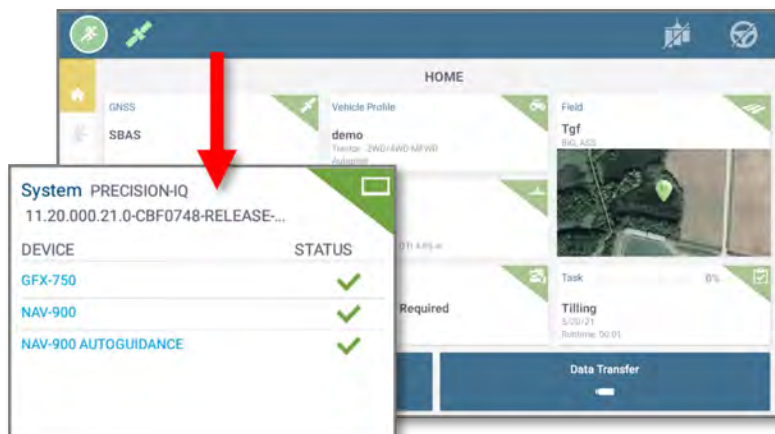 HOME
GNSS
SBAS
Vehicle Profile
demo
Tractor -2WD/4WD MFWD
Autopilot
Field
Tgf
BIG, ASS
System PRECISION-IQ
11.20.000.21.0-CBF0748-RELEASE-...
DEVICE STATUS
GFX-750
NAV-900
NAV-900 AUTOGUIDANCE
Required
Task 0%
Tilling
5/20/21
Runtime: 00:01
Data Transfer